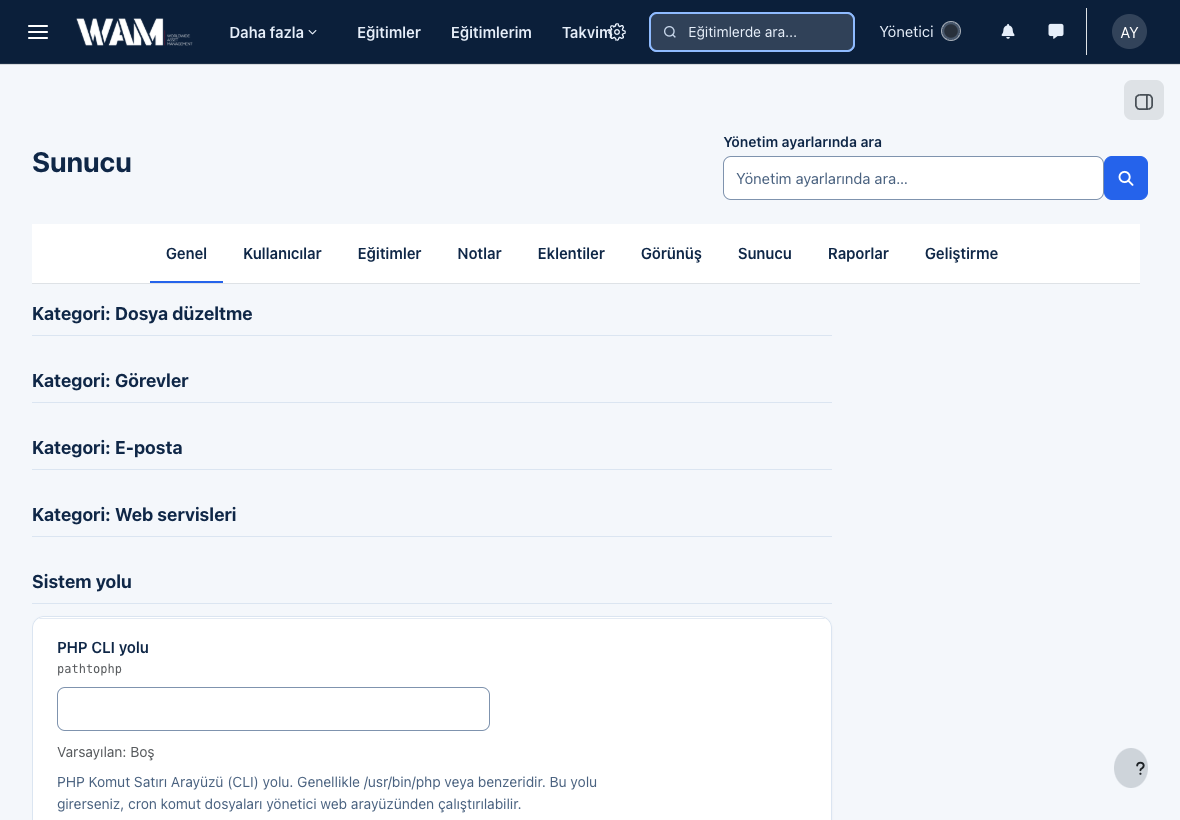 WAM
WORLDWIDE
ASSET
MANAGEMENT
Daha fazla
Eğitimler
Eğitimlerim
Takvim
Eğitimlerde ara...
Yönetici
AY
Sunucu
Yönetim ayarlarında ara
Yönetim ayarlarında ara...
Genel
Kullanıcılar
Eğitimler
Notlar
Eklentiler
Görünüş
Sunucu
Raporlar
Geliştirme
Kategori: Dosya düzeltme
Kategori: Görevler
Kategori: E-posta
Kategori: Web servisleri
Sistem yolu
PHP CLI yolu
pathtophp
Varsayılan: Boş
PHP Komut Satırı Arayüzü (CLI) yolu. Genellikle /usr/bin/php veya benzeridir. Bu yolu
girerseniz, cron komut dosyaları yönetici web arayüzünden çalıştırılabilir.
?